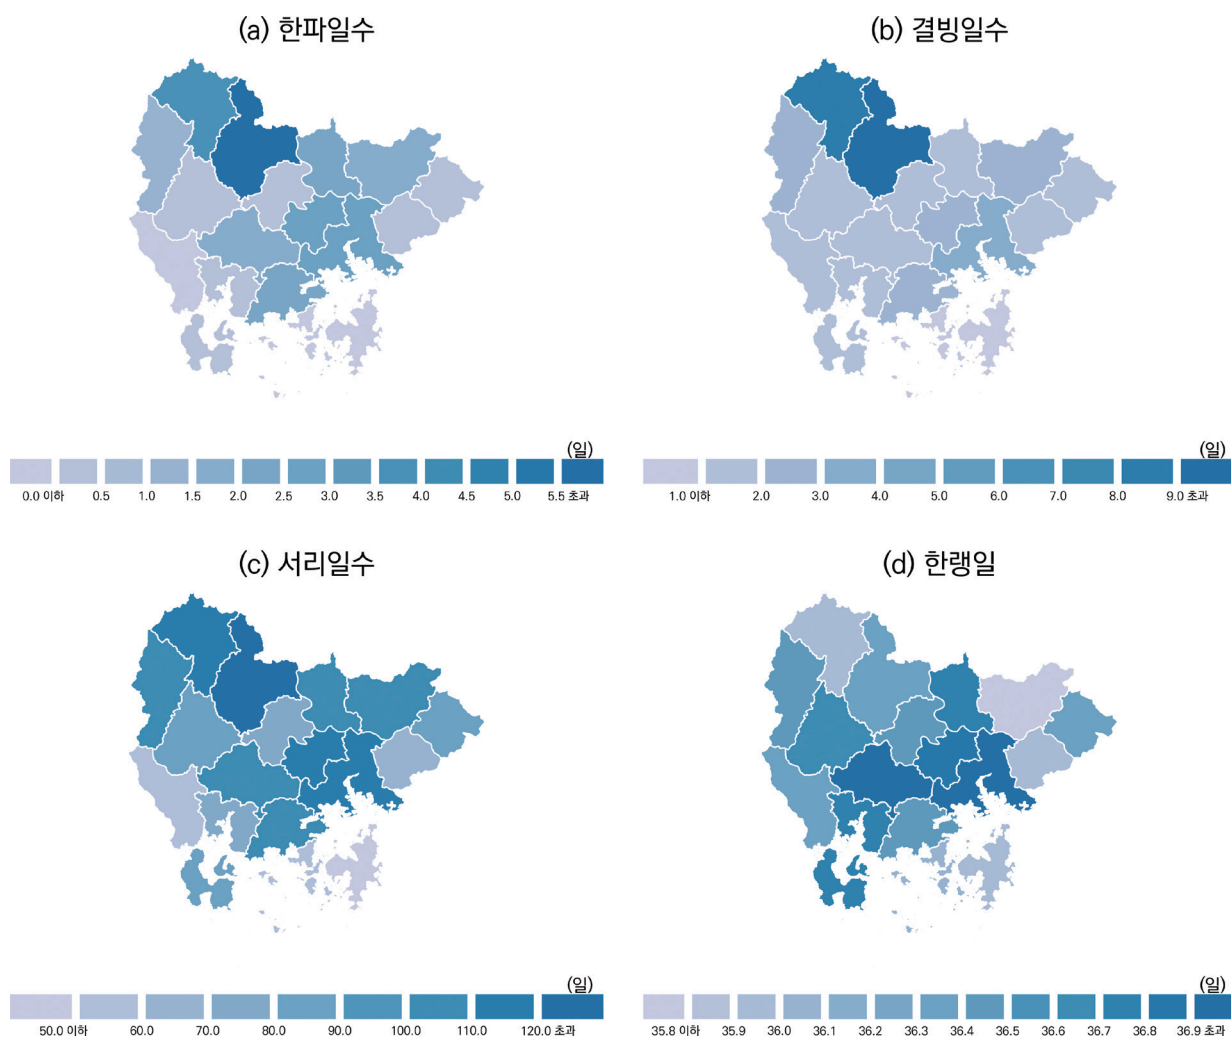 (a) 한파일수
(b) 결빙일수
(일)
0.0 이하 0.5 1.0 1.5 2.0 2.5 3.0 3.5 4.0 4.5 5.0 5.5 초과
(일)
1.0 이하 2.0 3.0 4.0 5.0 6.0 7.0 8.0 9.0 초과
(c) 서리일수
(d) 한랭일
(일)
50.0 이하 60.0 70.0 80.0 90.0 100.0 110.0 120.0 초과
(일)
35.8 이하 35.9 36.0 36.1 36.2 36.3 36.4 36.5 36.6 36.7 36.8 36.9 초과